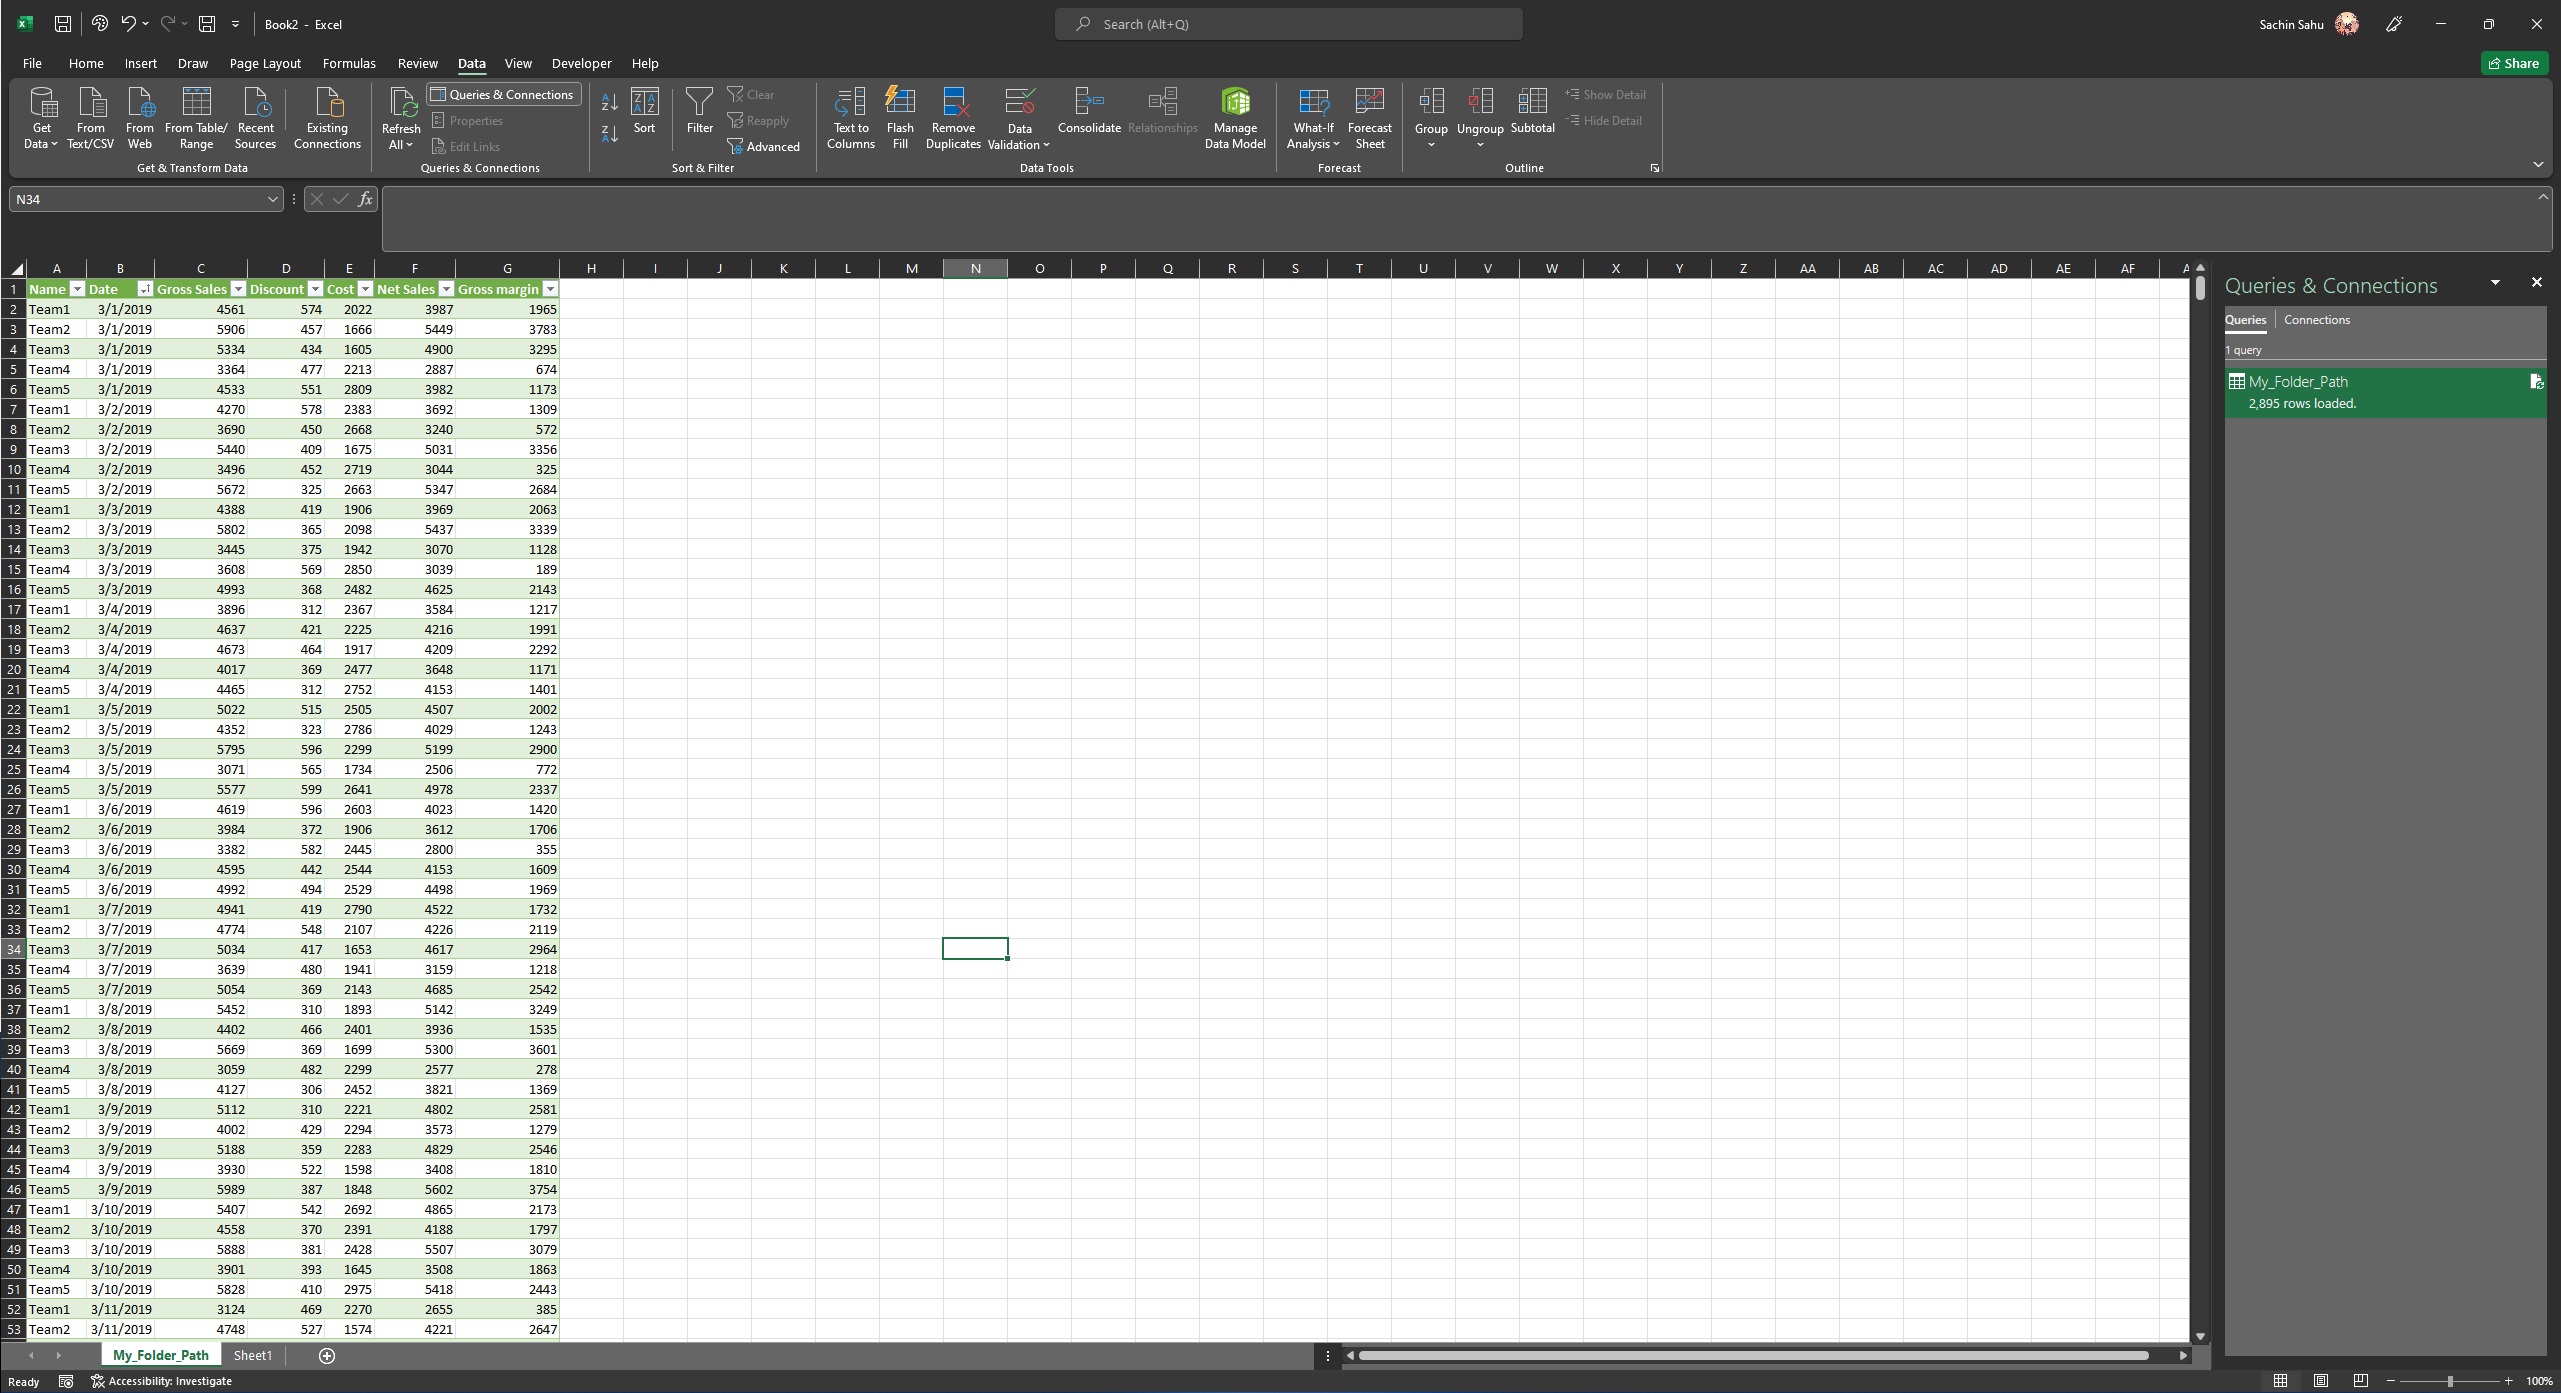 Book2 - Excel
Search (Alt+Q)
Sachin Sahu
File Home Insert Draw Page Layout Formulas Review Data View Developer Help
Share
Get Data
From Text/CSV
From Web
From Table/ Range
Recent Sources
Existing Connections
Get & Transform Data
Refresh All
Queries & Connections
Properties
Edit Links
Queries & Connections
Sort
Filter
Clear
Reapply
Advanced
Sort & Filter
Text to Columns
Flash Fill
Remove Duplicates
Data Validation
Consolidate
Relationships
Manage Data Model
Data Tools
What-If Analysis
Forecast Sheet
Forecast
Group
Ungroup
Subtotal
Show Detail
Hide Detail
Outline
N34
fx
A B C D E F G H I J K L M N O P Q R S T U V W X Y Z AA AB AC AD AE AF
1 Name Date Gross Sales Discount Cost Net Sales Gross margin
2 Team1 3/1/2019 4561 574 2022 3987 1965
3 Team2 3/1/2019 5906 457 1666 5449 3783
4 Team3 3/1/2019 5334 434 1605 4900 3295
5 Team4 3/1/2019 3364 477 2213 2887 674
6 Team5 3/1/2019 4533 551 2809 3982 1173
7 Team1 3/2/2019 4270 578 2383 3692 1309
8 Team2 3/2/2019 3690 450 2668 3240 572
9 Team3 3/2/2019 5440 409 1675 5031 3356
10 Team4 3/2/2019 3496 452 2719 3044 325
11 Team5 3/2/2019 5672 325 2663 5347 2684
12 Team1 3/3/2019 4388 419 1906 3969 2063
13 Team2 3/3/2019 5802 365 2098 5437 3339
14 Team3 3/3/2019 3445 375 1942 3070 1128
15 Team4 3/3/2019 3608 569 2850 3039 189
16 Team5 3/3/2019 4993 368 2482 4625 2143
17 Team1 3/4/2019 3896 312 2367 3584 1217
18 Team2 3/4/2019 4637 421 2225 4216 1991
19 Team3 3/4/2019 4673 464 1917 4209 2292
20 Team4 3/4/2019 4017 369 2477 3648 1171
21 Team5 3/4/2019 4465 312 2752 4153 1401
22 Team1 3/5/2019 5022 515 2505 4507 2002
23 Team2 3/5/2019 4352 323 2786 4029 1243
24 Team3 3/5/2019 5795 596 2299 5199 2900
25 Team4 3/5/2019 3071 565 1734 2506 772
26 Team5 3/5/2019 5577 599 2641 4978 2337
27 Team1 3/6/2019 4619 596 2603 4023 1420
28 Team2 3/6/2019 3984 372 1906 3612 1706
29 Team3 3/6/2019 3382 582 2445 2800 355
30 Team4 3/6/2019 4595 442 2544 4153 1609
31 Team5 3/6/2019 4992 494 2529 4498 1969
32 Team1 3/7/2019 4941 419 2790 4522 1732
33 Team2 3/7/2019 4774 548 2107 4226 2119
34 Team3 3/7/2019 5034 417 1653 4617 2964
35 Team4 3/7/2019 3639 480 1941 3159 1218
36 Team5 3/7/2019 5054 369 2143 4685 2542
37 Team1 3/8/2019 5452 310 1893 5142 3249
38 Team2 3/8/2019 4402 466 2401 3936 1535
39 Team3 3/8/2019 5669 369 1699 5300 3601
40 Team4 3/8/2019 3059 482 2299 2577 278
41 Team5 3/8/2019 4127 306 2452 3821 1369
42 Team1 3/9/2019 5112 310 2221 4802 2581
43 Team2 3/9/2019 4002 429 2294 3573 1279
44 Team3 3/9/2019 5188 359 2283 4829 2546
45 Team4 3/9/2019 3930 522 1598 3408 1810
46 Team5 3/9/2019 5989 387 1848 5602 3754
47 Team1 3/10/2019 5407 542 2692 4865 2173
48 Team2 3/10/2019 4558 370 2391 4188 1797
49 Team3 3/10/2019 5888 381 2428 5507 3079
50 Team4 3/10/2019 3901 393 1645 3508 1863
51 Team5 3/10/2019 5828 410 2975 5418 2443
52 Team1 3/11/2019 3124 469 2270 2655 385
53 Team2 3/11/2019 4748 527 1574 4221 2647
Queries & Connections
Queries Connections
1 query
My_Folder_Path
2,895 rows loaded.
My_Folder_Path Sheet1
Ready
Accessibility: Investigate
100%